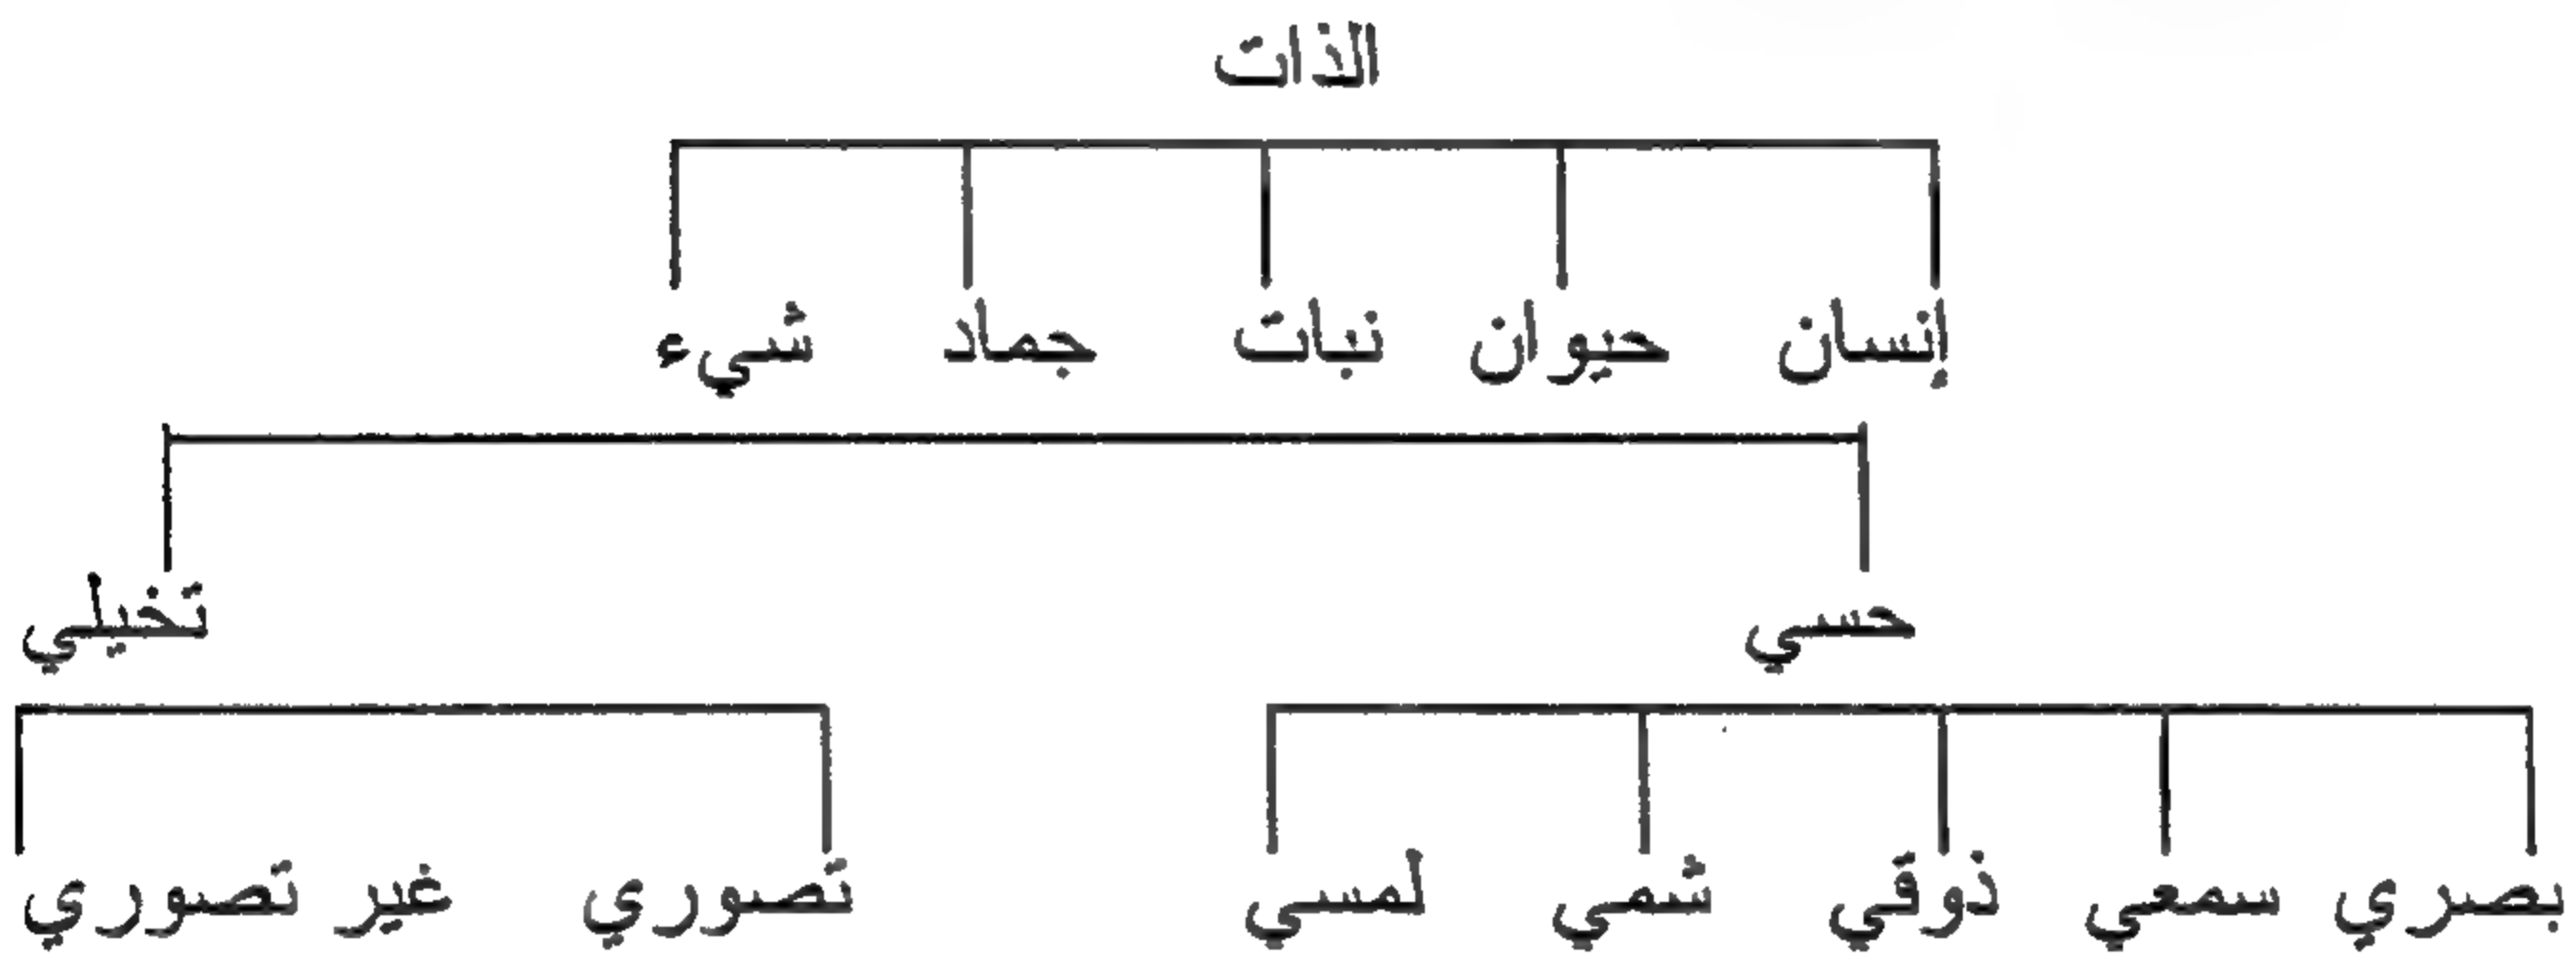 الذات
إنسان حيوان نبات جماد شيء
حسي تخيلي
بصري سمعي ذوقي شمي لمسي تصوري غير تصوري